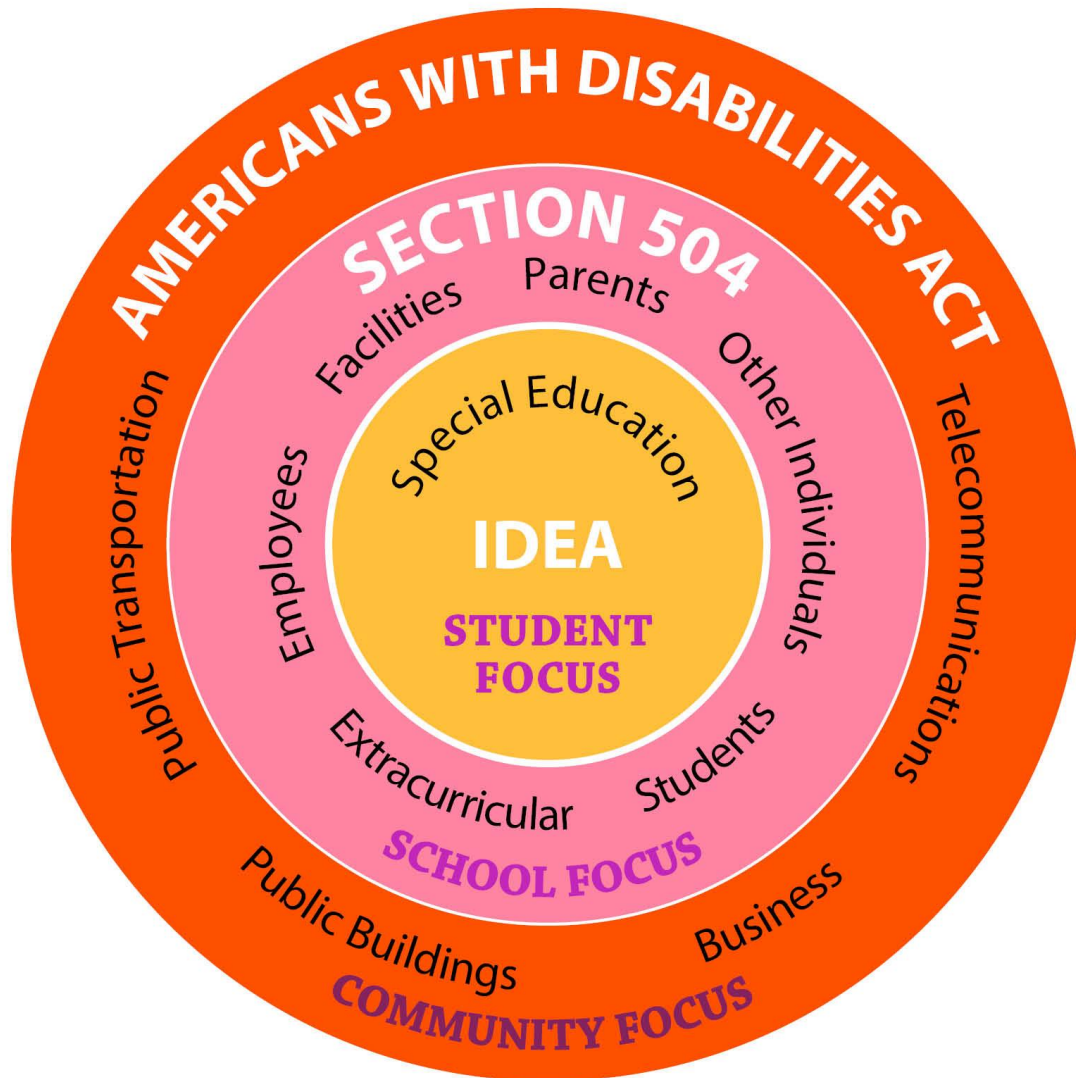 AMERICANS WITH DISABILITIES ACT
SECTION 504
Parents
Facilities
Other Individuals
Employees
Special Education
IDEA
STUDENT
FOCUS
Public Transportation
Telecommunications
Extracurricular
Students
SCHOOL FOCUS
Public Buildings
Business
COMMUNITY FOCUS